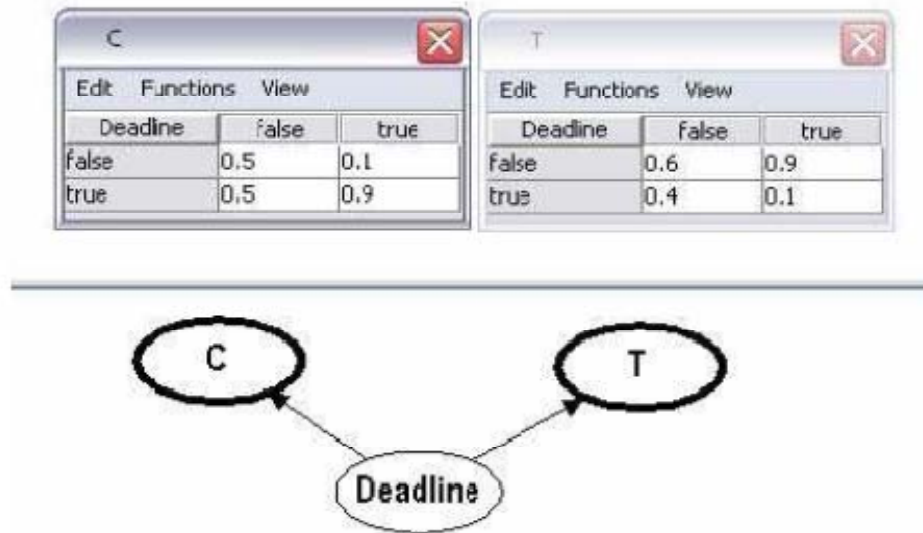 C
Edit Functions View
Deadline false true
false 0.5 0.1
true 0.5 0.9
T
Edit Functions View
Deadline false true
false 0.6 0.9
true 0.4 0.1
C
T
Deadline